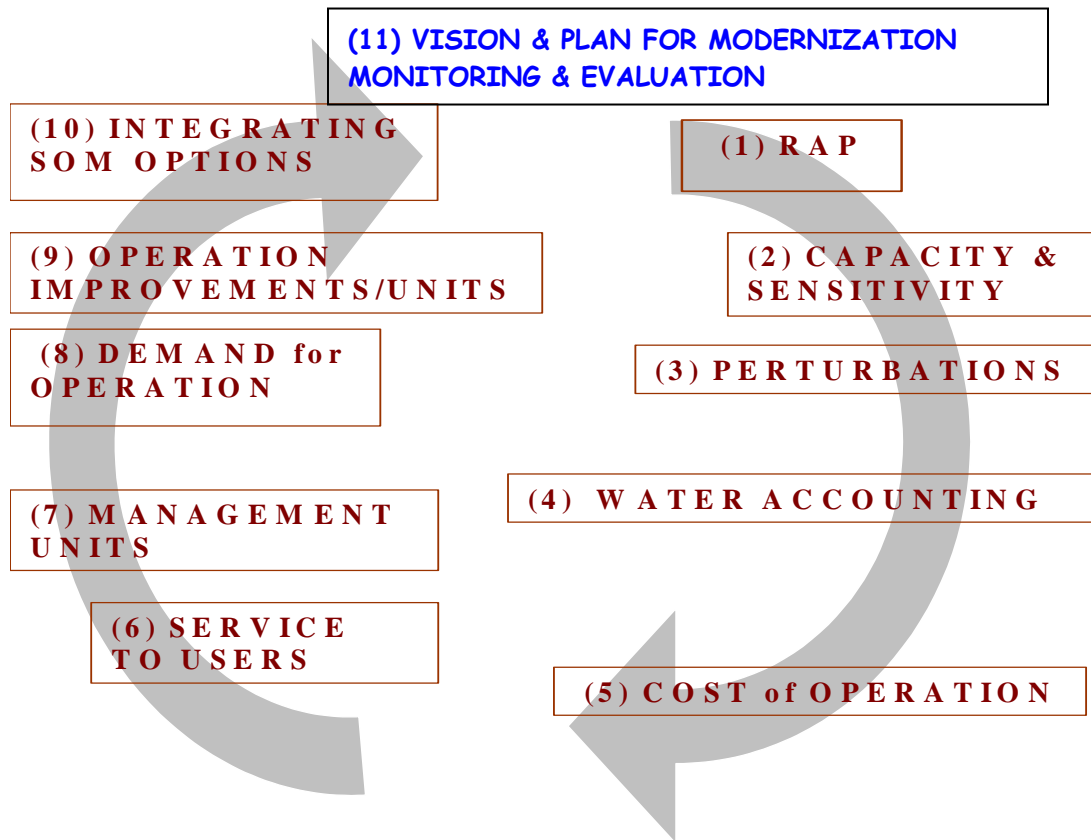 (11) VISION & PLAN FOR MODERNIZATION
MONITORING & EVALUATION
(10) INTEGRATING
SOM OPTIONS
(1) RAP
(9) OPERATION
IMPROVEMENTS/UNITS
(2) CAPACITY &
SENSITIVITY
(8) DEMAND for
OPERATION
(3) PERTURBATIONS
(7) MANAGEMENT
UNITS
(4) WATER ACCOUNTING
(6) SERVICE
TO USERS
(5) COST of OPERATION